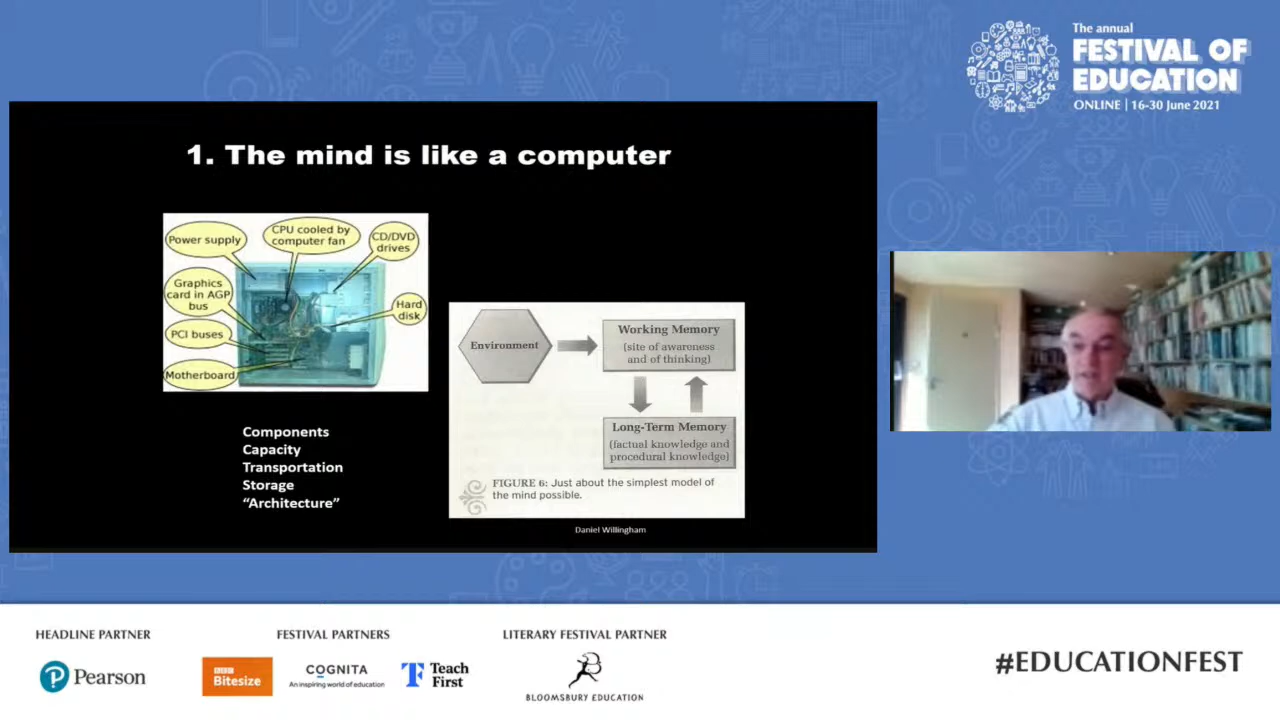 The annual
FESTIVAL OF
EDUCATION
ONLINE | 16-30 June 2021
1. The mind is like a computer
Power supply
CPU cooled by
computer fan
CD/DVD
drives
Graphics
card in AGP
bus
Hard
disk
PCI buses
Motherboard
Environment
Working Memory
(site of awareness
and of thinking)
Long-Term Memory
(factual knowledge and
procedural knowledge)
FIGURE 6: Just about the simplest model of
the mind possible.
Daniel Willingham
Components
Capacity
Transportation
Storage
“Architecture”
HEADLINE PARTNER
Pearson
FESTIVAL PARTNERS
BBC
Bitesize
COGNITA
An inspiring world of education
Teach
First
LITERARY FESTIVAL PARTNER
BLOOMSBURY EDUCATION
#EDUCATIONFEST